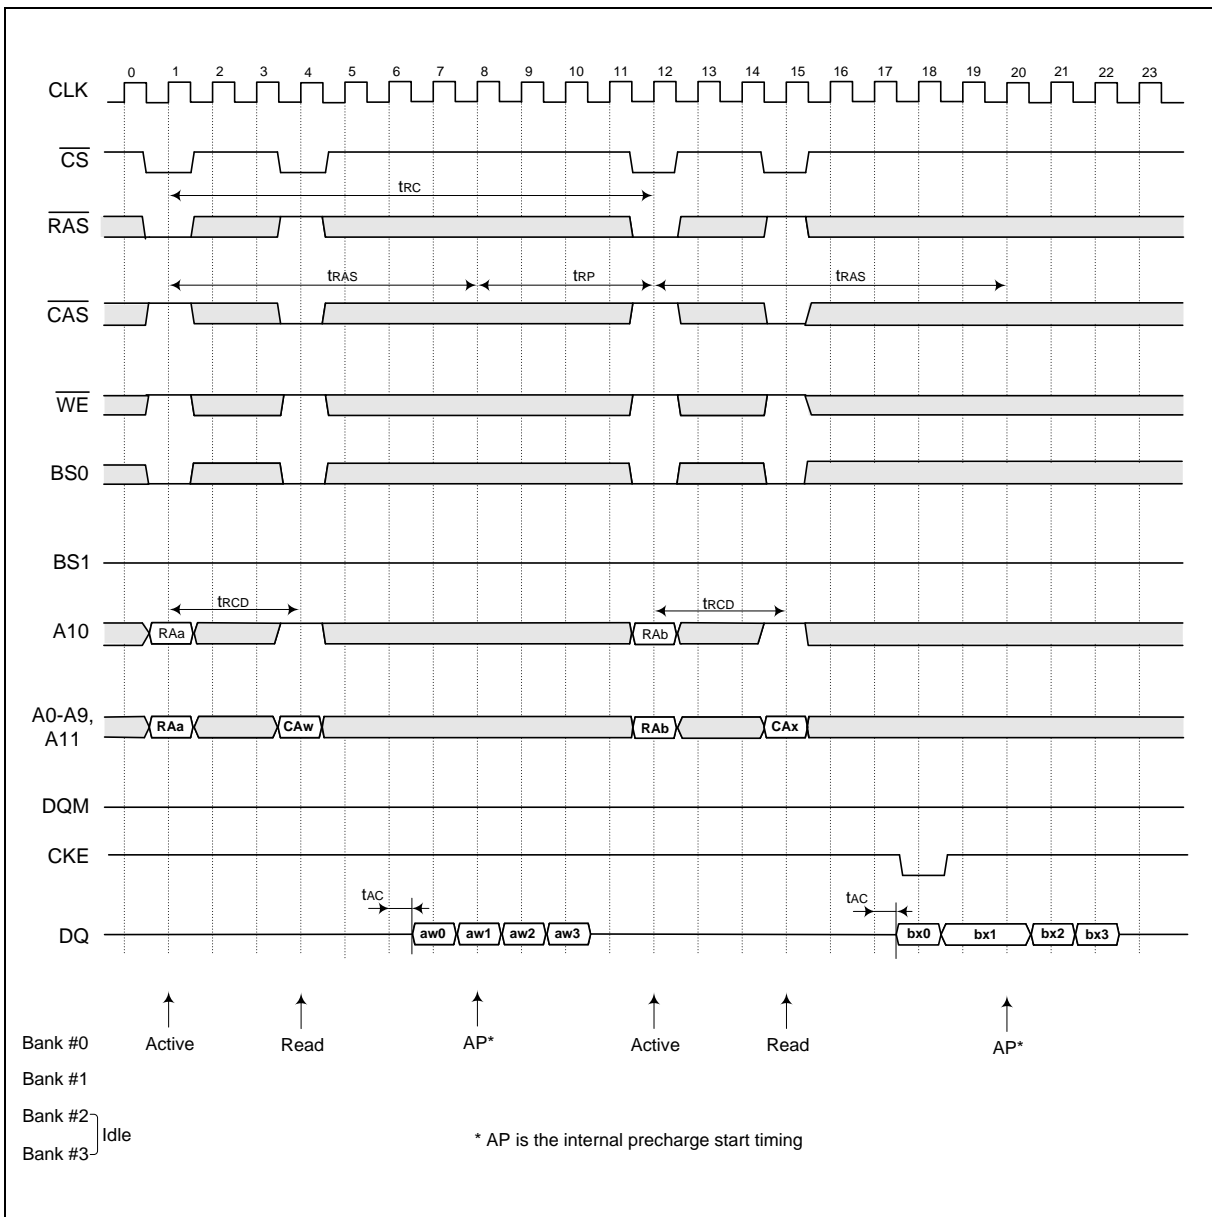 0 1 2 3 4 5 6 7 8 9 10 11 12 13 14 15 16 17 18 19 20 21 22 23
CLK
CS
tRC
RAS
tRAS tRP tRAS
CAS
WE
BS0
BS1
tRCD tRCD
A10 RAa RAb
A0-A9,
A11
RAa CAw RAb CAx
DQM
CKE
tAC tAC
DQ aw0 aw1 aw2 aw3 bx0 bx1 bx2 bx3
Bank #0 Active Read AP* Active Read AP*
Bank #1
Bank #2
Idle
Bank #3
* AP is the internal precharge start timing